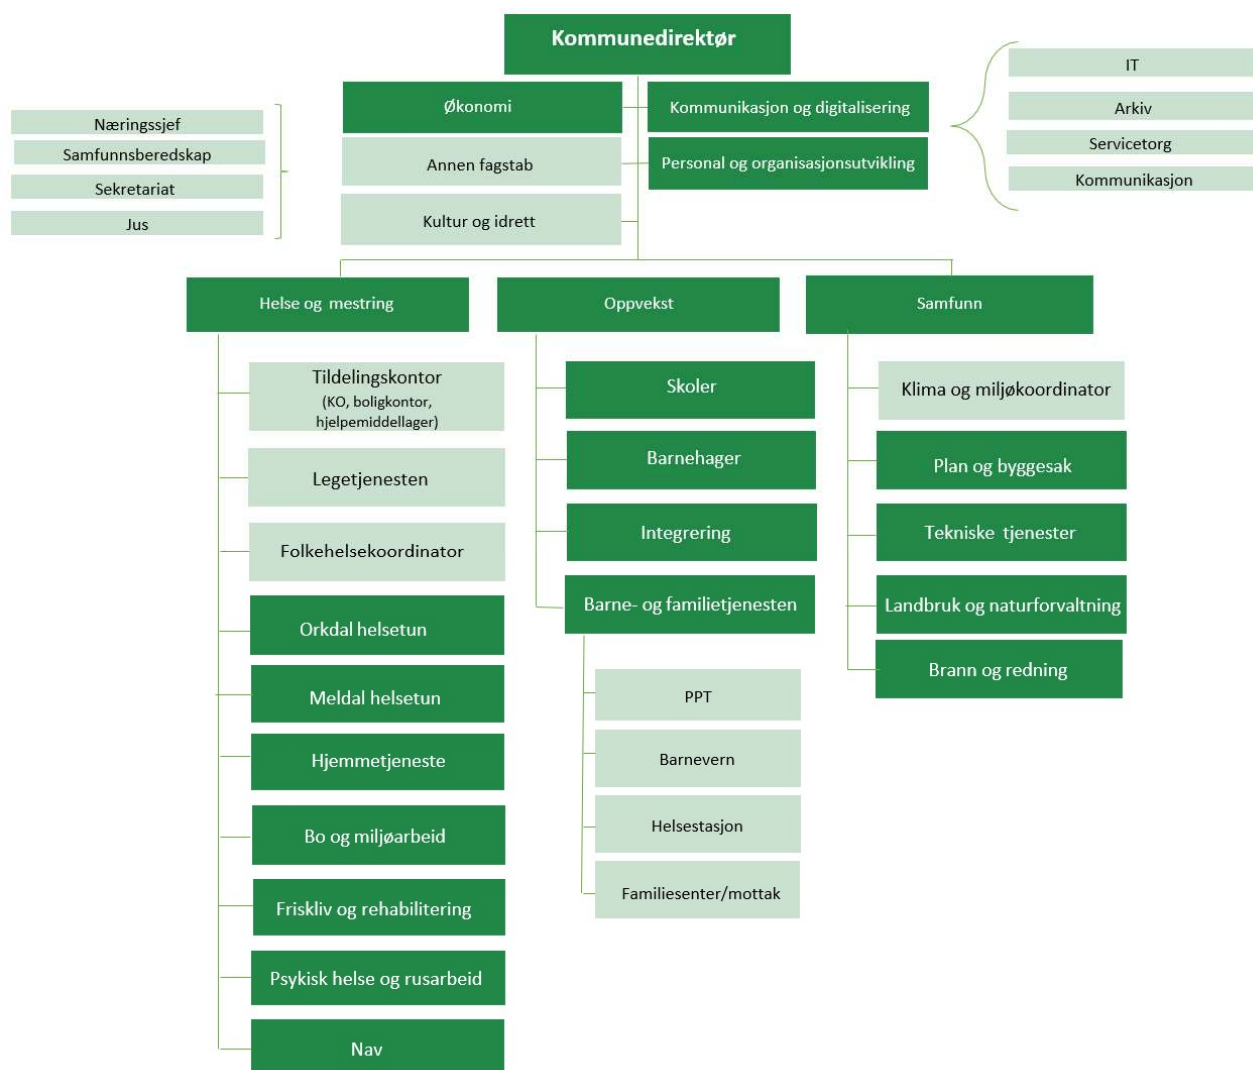 Kommunedirektør
Økonomi
Kommunikasjon og digitalisering
Annen fagstab
Personal og organisasjonsutvikling
Kultur og idrett
Næringssjef
Samfunnsberedskap
Sekretariat
Jus
IT
Arkiv
Servicetorg
Kommunikasjon
Helse og mestring
Tildelingskontor
(KO, boligkontor,
hjelpemiddellager)
Legetjenesten
Folkehelsekoordinator
Orkdal helsetun
Meldal helsetun
Hjemmetjeneste
Bo og miljøarbeid
Friskliv og rehabilitering
Psykisk helse og rusarbeid
Nav
Oppvekst
Skoler
Barnehager
Integrering
Barne- og familietjenesten
PPT
Barnevern
Helsestasjon
Familiesenter/mottak
Samfunn
Klima og miljøkoordinator
Plan og byggesak
Tekniske tjenester
Landbruk og naturforvaltning
Brann og redning